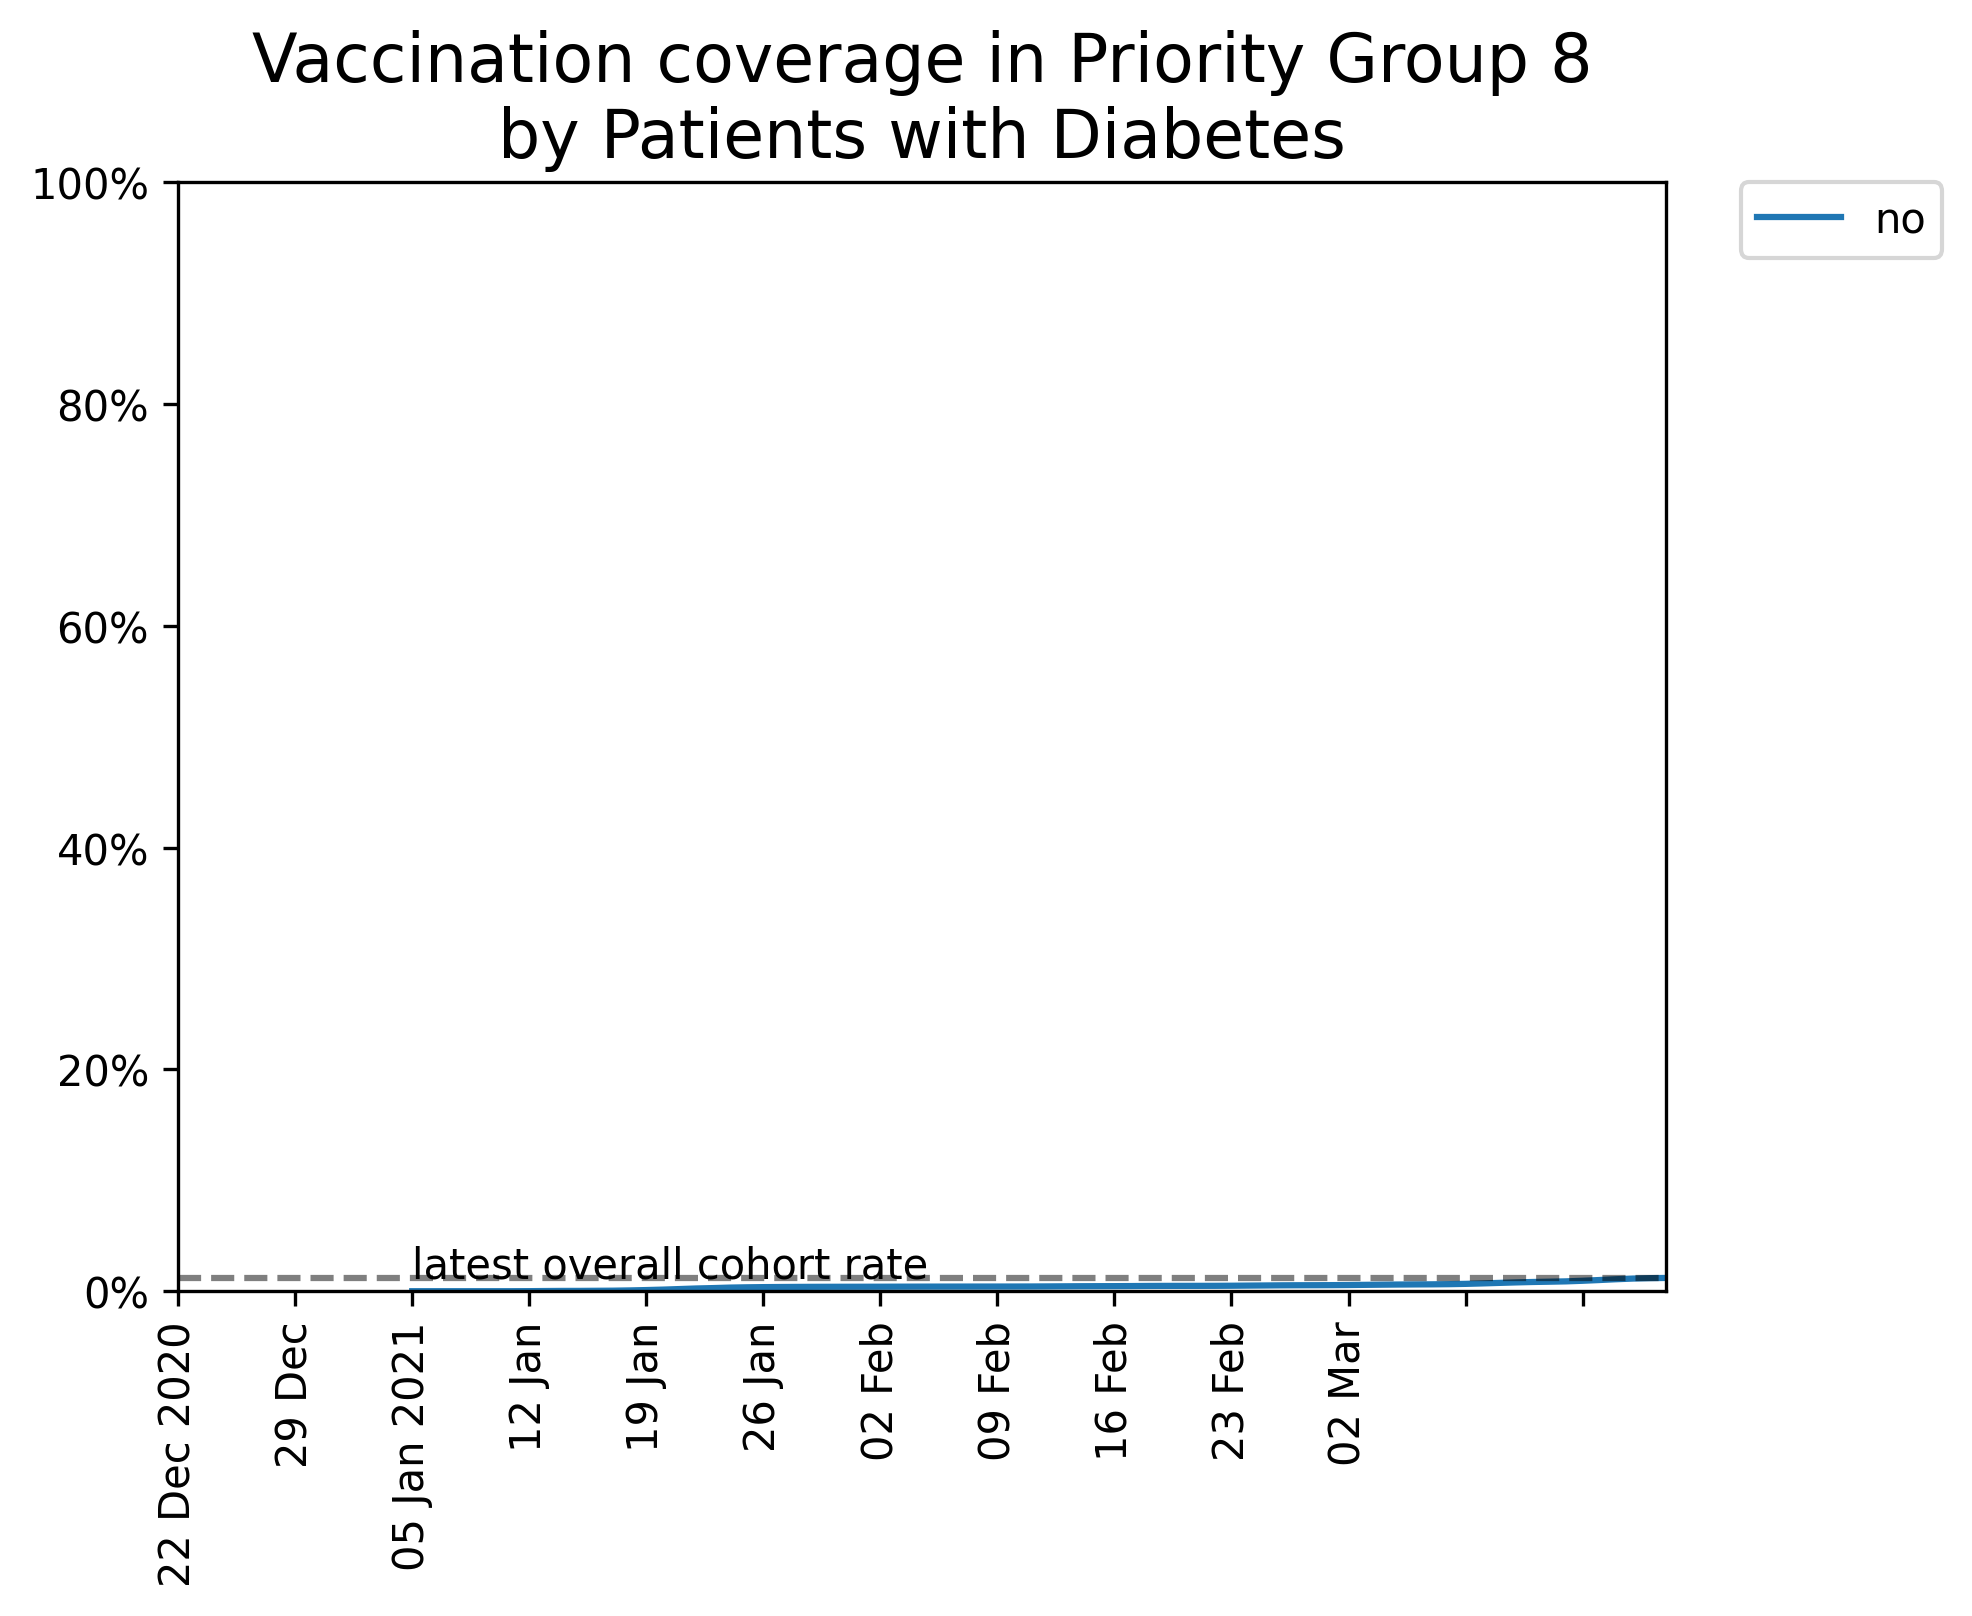 Vaccination coverage in Priority Group 8
by Patients with Diabetes
100%
80%
60%
40%
20%
0%
no
latest overall cohort rate
22 Dec 2020
29 Dec
05 Jan 2021
12 Jan
19 Jan
26 Jan
02 Feb
09 Feb
16 Feb
23 Feb
02 Mar